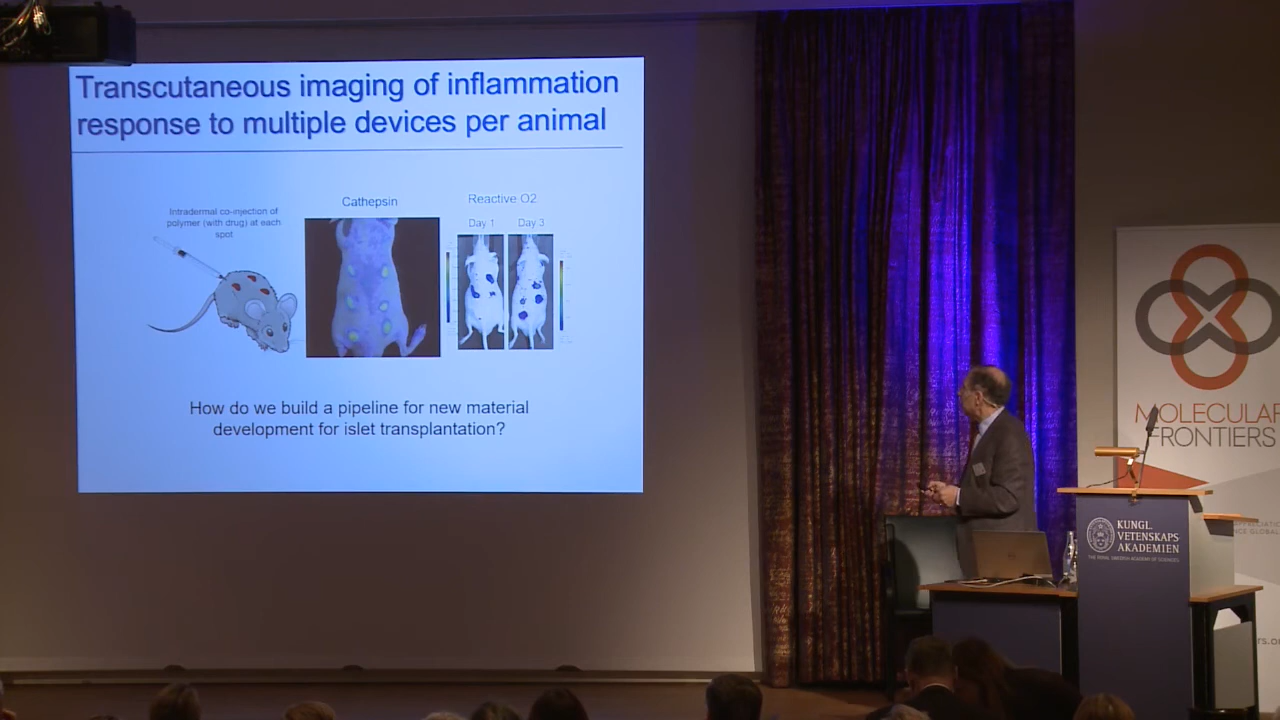 Transcutaneous imaging of inflammation
response to multiple devices per animal
Intradermal co-injection of
polymer (with drug) at each
spot
Cathepsin
Reactive O2
Day 1
Day 3
How do we build a pipeline for new material
development for islet transplantation?
MOLECULAR
FRONTIERS
KUNGL.
VETENSKAPS
AKADEMIEN
THE ROYAL SWEDISH ACADEMY OF SCIENCES